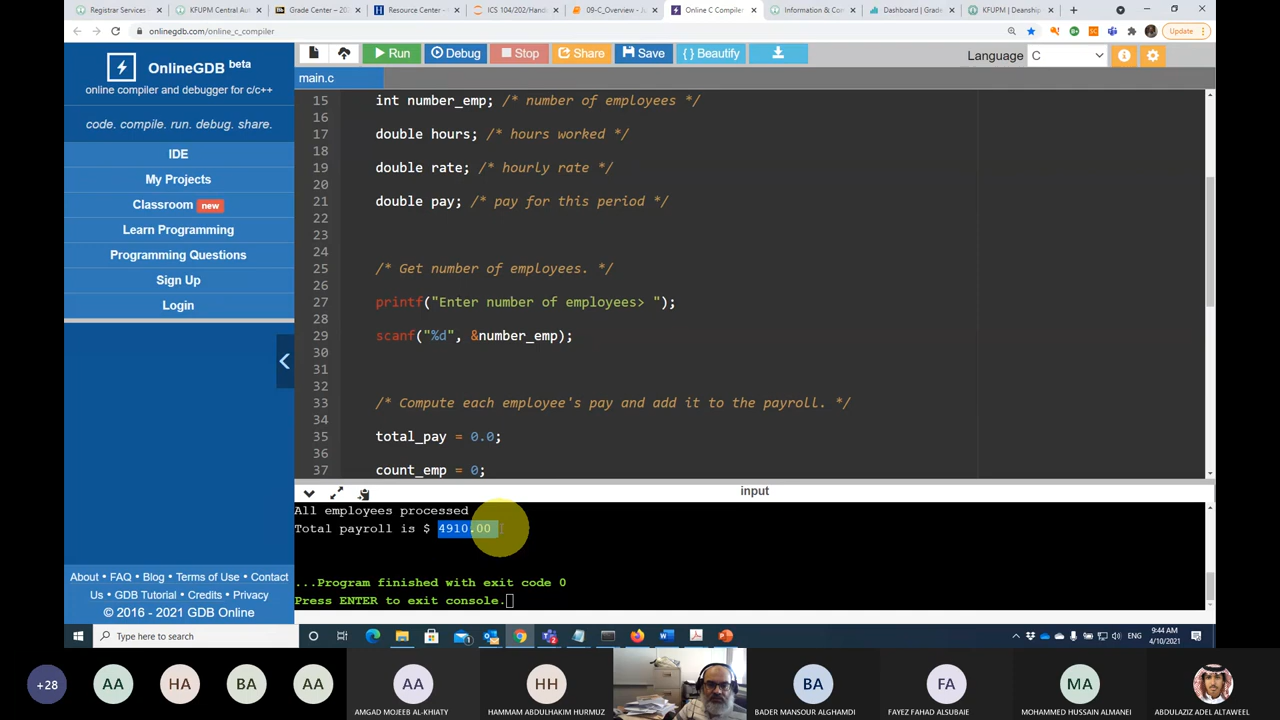 Registrar Services -
KFUPM Central Au
Grade Center – 20
Resource Center -
ICS 104/202/Hand
09-C_Overview - Ju
Online C Compiler
Information & Co
Dashboard | Grade
KFUPM | Deanship
onlinegdb.com/online_c_compiler
Update
OnlineGDB beta
online compiler and debugger for c/c++
code. compile. run. debug. share.
IDE
My Projects
Classroom new
Learn Programming
Programming Questions
Sign Up
Login
About • FAQ • Blog • Terms of Use • Contact
Us • GDB Tutorial • Credits • Privacy
© 2016 - 2021 GDB Online
Run
Debug
Stop
Share
Save
{ } Beautify
Language C
main.c
15 int number_emp; /* number of employees */
16
17 double hours; /* hours worked */
18
19 double rate; /* hourly rate */
20
21 double pay; /* pay for this period */
22
23
24
25 /* Get number of employees. */
26
27 printf("Enter number of employees> ");
28
29 scanf("%d", &number_emp);
30
31
32
33 /* Compute each employee's pay and add it to the payroll. */
34
35 total_pay = 0.0;
36
37 count_emp = 0;
input
All employees processed
Total payroll is $ 4910.00
...Program finished with exit code 0
Press ENTER to exit console.
Type here to search
ENG
9:44 AM
4/10/2021
+28
AA
HA
BA
AA
AA
AMGAD MOJEEB AL-KHIATY
HH
HAMMAM ABDULHAKIM HURMUZ
BA
BADER MANSOUR ALGHAMDI
FA
FAYEZ FAHAD ALSUBAIE
MA
MOHAMMED HUSSAIN ALMANEI
ABDULAZIZ ADEL ALTAWEEL